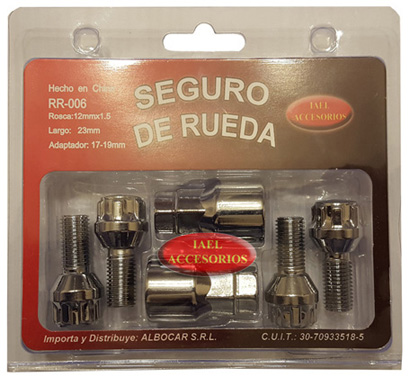 Hecho en China
RR-006
Rosca:12mmx1.5
Largo: 23mm
Adaptador: 17-19mm
SEGURO
DE RUEDA
IAEL
ACCESORIOS
IAEL
ACCESORIOS
Importa y Distribuye: ALBOCAR S.R.L.
C.U.I.T.: 30-70933518-5